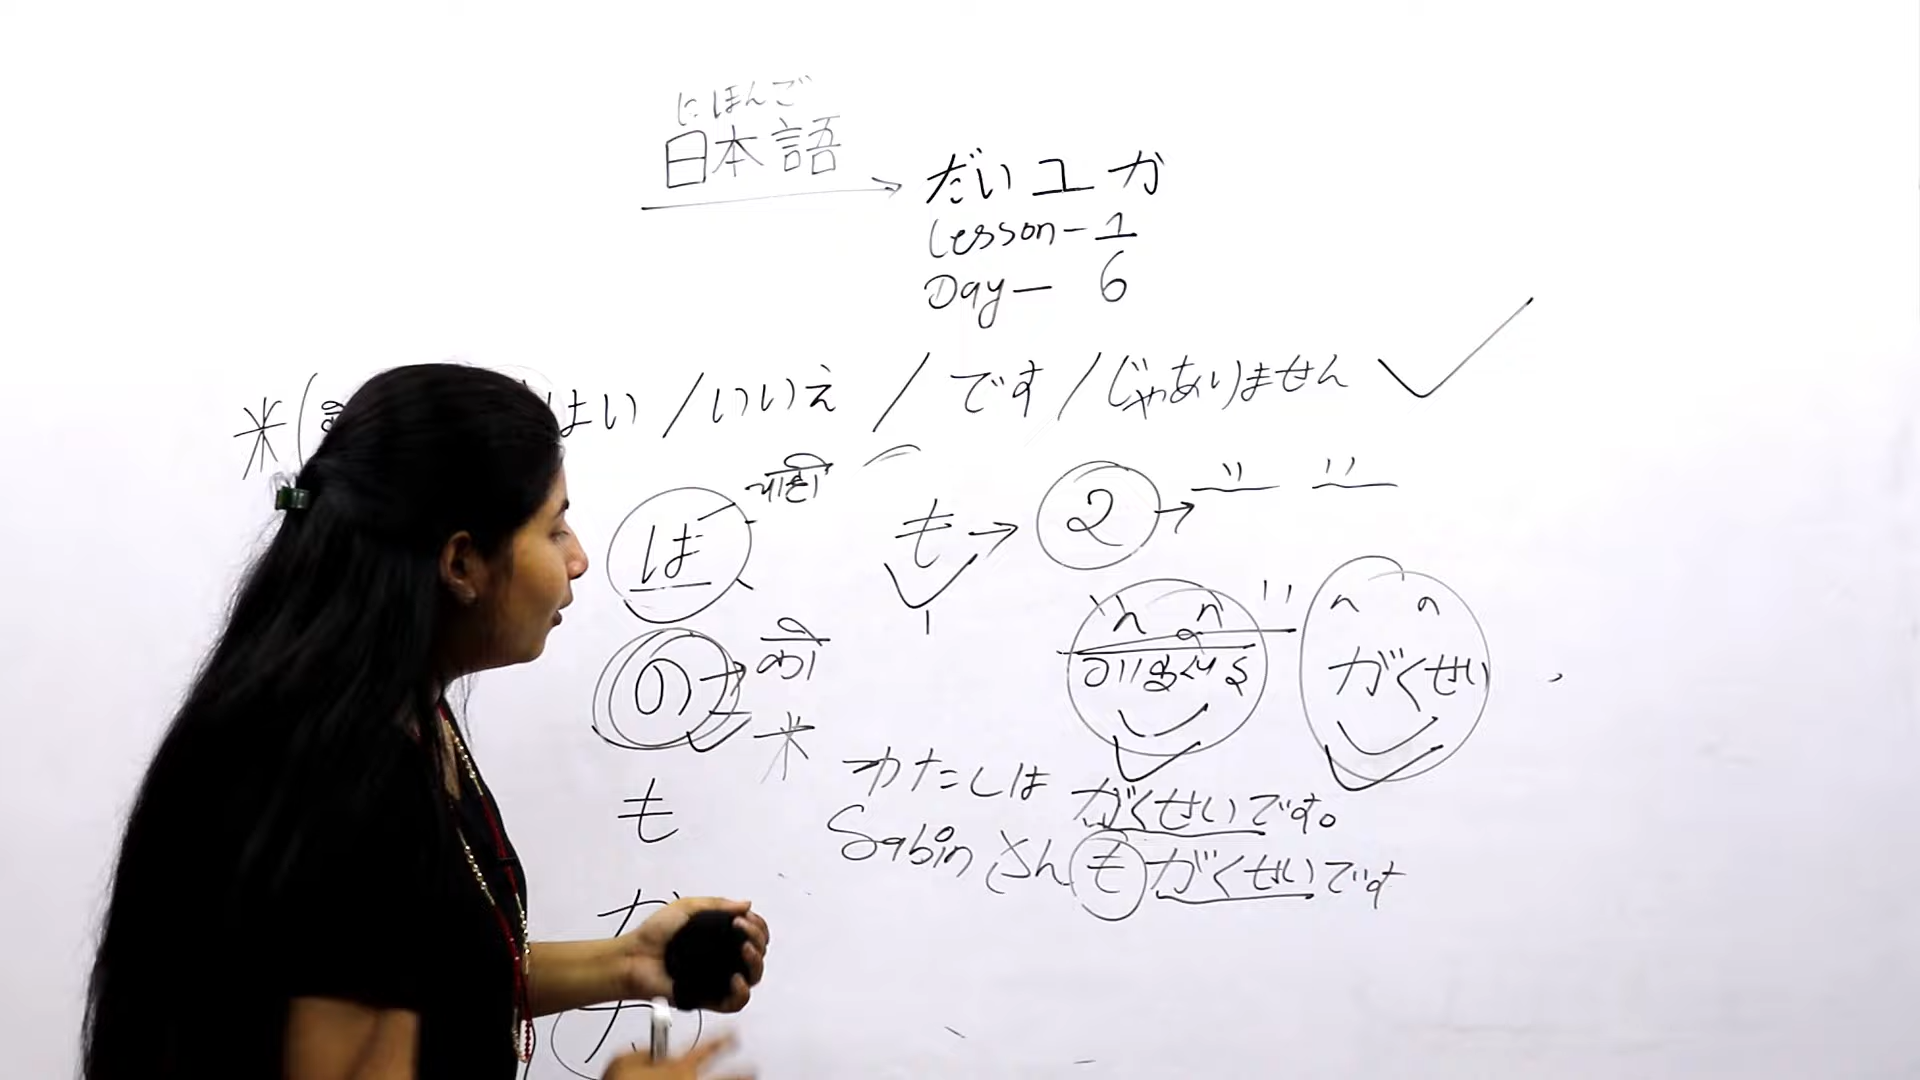 にほんご
日本語 → だい 1 か
Lesson - 1
Day - 6
はい / いいえ / です / じゃありません
は
も → 2 →
の → को
がくせい
も
わたしは がくせいです。
Sabin さん も がくせいです
か